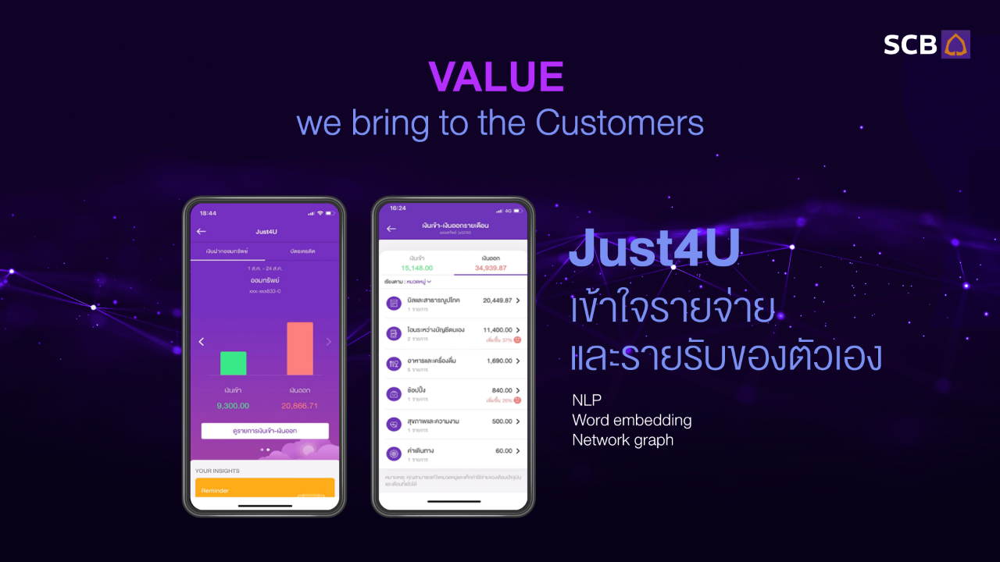 SCB
VALUE
we bring to the Customers
18:44
Just4U
เงินฝากออมทรัพย์
บัตรเครดิต
1 ส.ค. - 24 ส.ค.
ออมทรัพย์
xxx-xxx833-0
เงินเข้า
เงินออก
9,300.00
20,866.71
ดูรายการเงินเข้า-เงินออก
YOUR INSIGHTS
Reminder
16:24
4G
เงินเข้า-เงินออกรายเดือน
เงินเข้า
เงินออก
15,148.00
34,939.87
เรียงตาม : หมวดหมู่
บิลและสาธารณูปโภค
20,449.87
1 รายการ
โอนระหว่างบัญชีตนเอง
11,400.00
2 รายการ
เพิ่มขึ้น 37%
อาหารและเครื่องดื่ม
1,690.00
5 รายการ
ช้อปปิ้ง
840.00
1 รายการ
เพิ่มขึ้น 26%
สุขภาพและความงาม
500.00
1 รายการ
ค่าเดินทาง
60.00
1 รายการ
Just4U
เข้าใจรายจ่าย
และรายรับของตัวเอง
NLP
Word embedding
Network graph